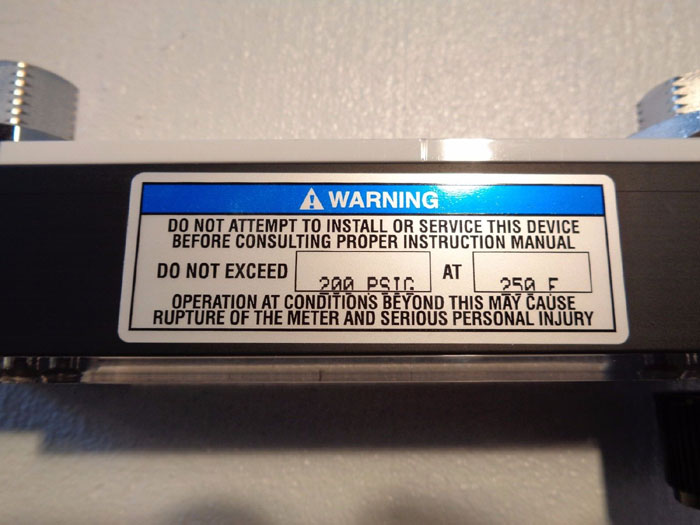 WARNING
DO NOT ATTEMPT TO INSTALL OR SERVICE THIS DEVICE
BEFORE CONSULTING PROPER INSTRUCTION MANUAL
DO NOT EXCEED 200 PSIG AT 250 F
OPERATION AT CONDITIONS BEYOND THIS MAY CAUSE
RUPTURE OF THE METER AND SERIOUS PERSONAL INJURY